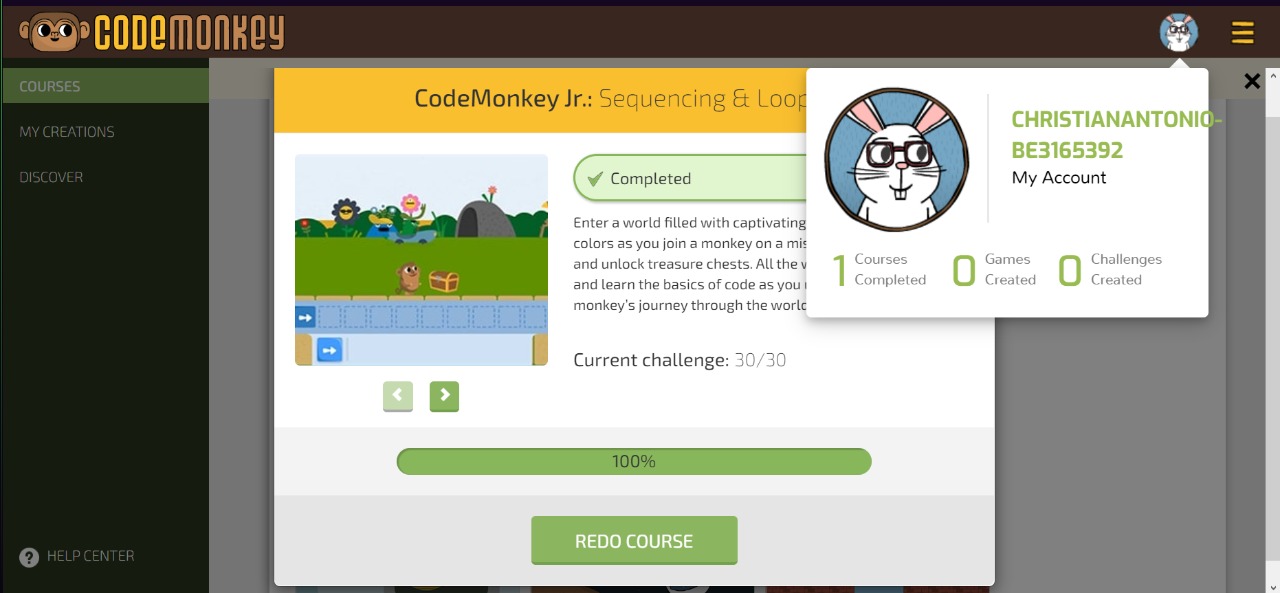 CODEMONKEY
COURSES
MY CREATIONS
DISCOVER
HELP CENTER
CodeMonkey Jr.: Sequencing & Loop
Completed
Enter a world filled with captivating
colors as you join a monkey on a mis
and unlock treasure chests. All the w
and learn the basics of code as you
monkey's journey through the world
Current challenge: 30/30
100%
REDO COURSE
CHRISTIANANTONIO-
BE3165392
My Account
1 Courses Completed
0 Games Created
0 Challenges Created